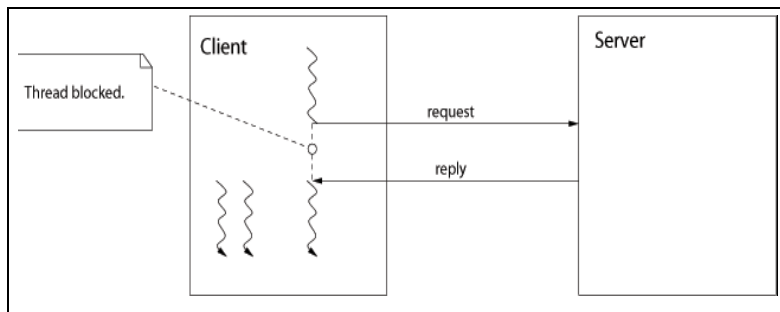 Client
Server
Thread blocked.
request
reply